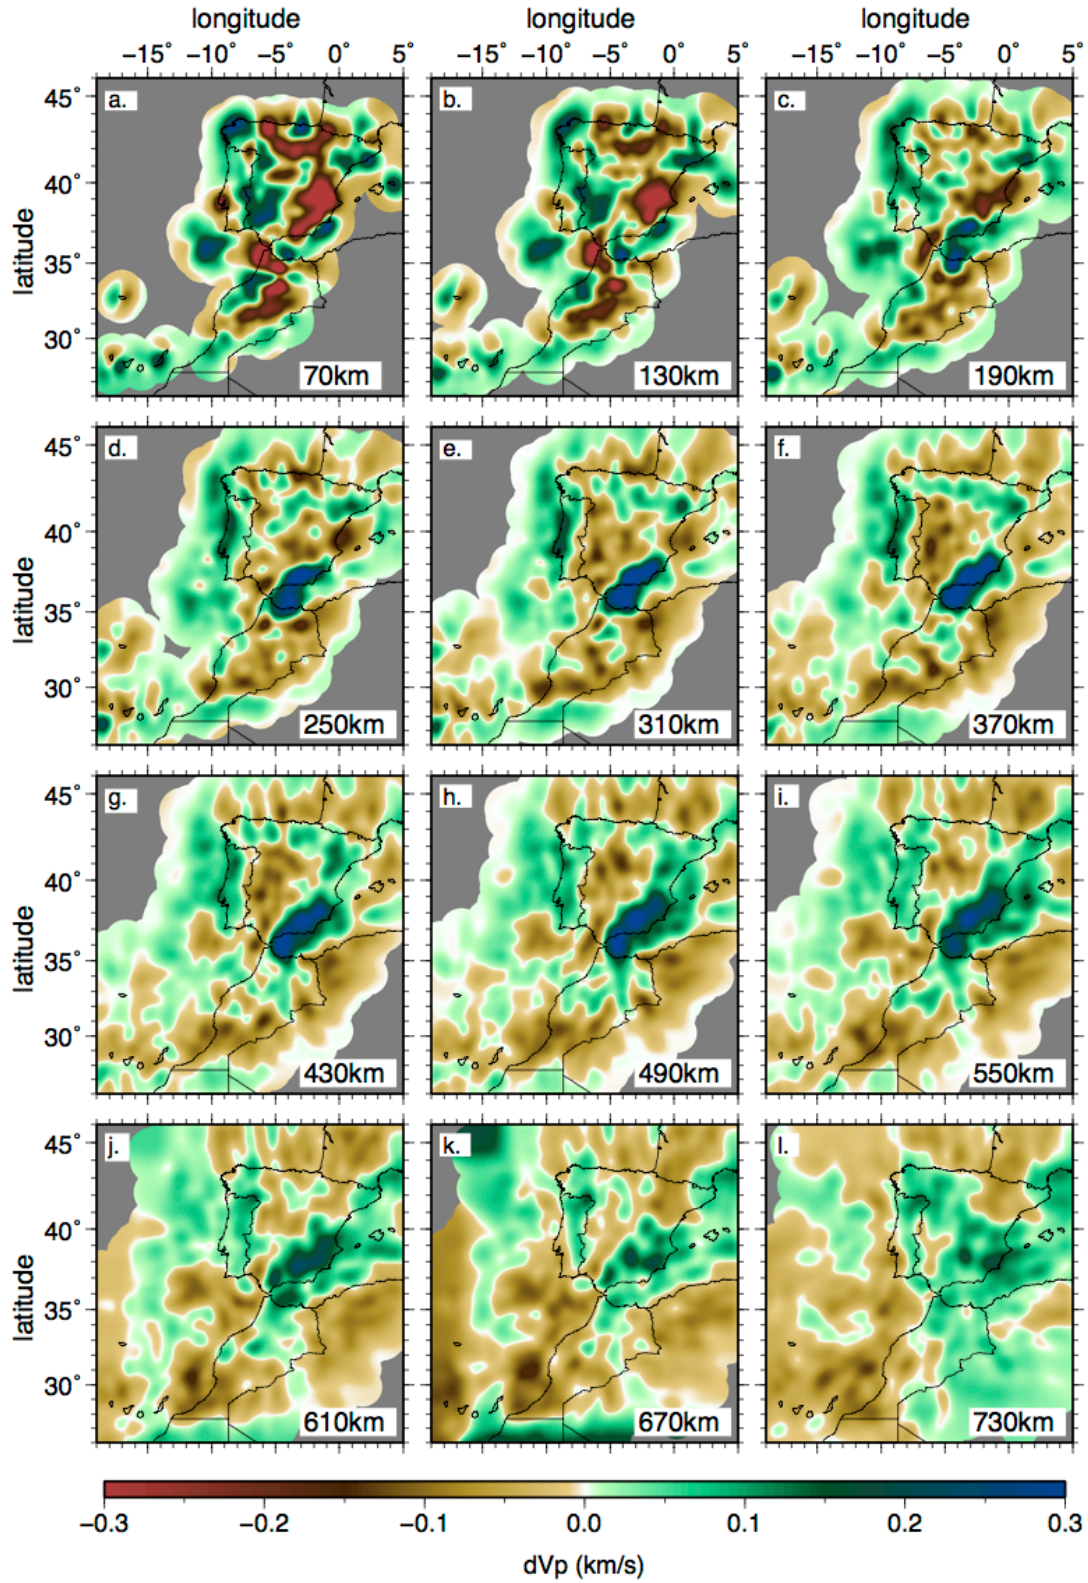 longitude longitude longitude
−15° −10° −5° 0° 5° −15° −10° −5° 0° 5° −15° −10° −5° 0° 5°
45° a. b. c.
40°
latitude
35°
30°
70km 130km 190km
45° d. e. f.
40°
latitude
35°
30°
250km 310km 370km
45° g. h. i.
40°
latitude
35°
30°
430km 490km 550km
45° j. k. l.
40°
latitude
35°
30°
610km 670km 730km
−0.3 −0.2 −0.1 0.0 0.1 0.2 0.3
dVp (km/s)